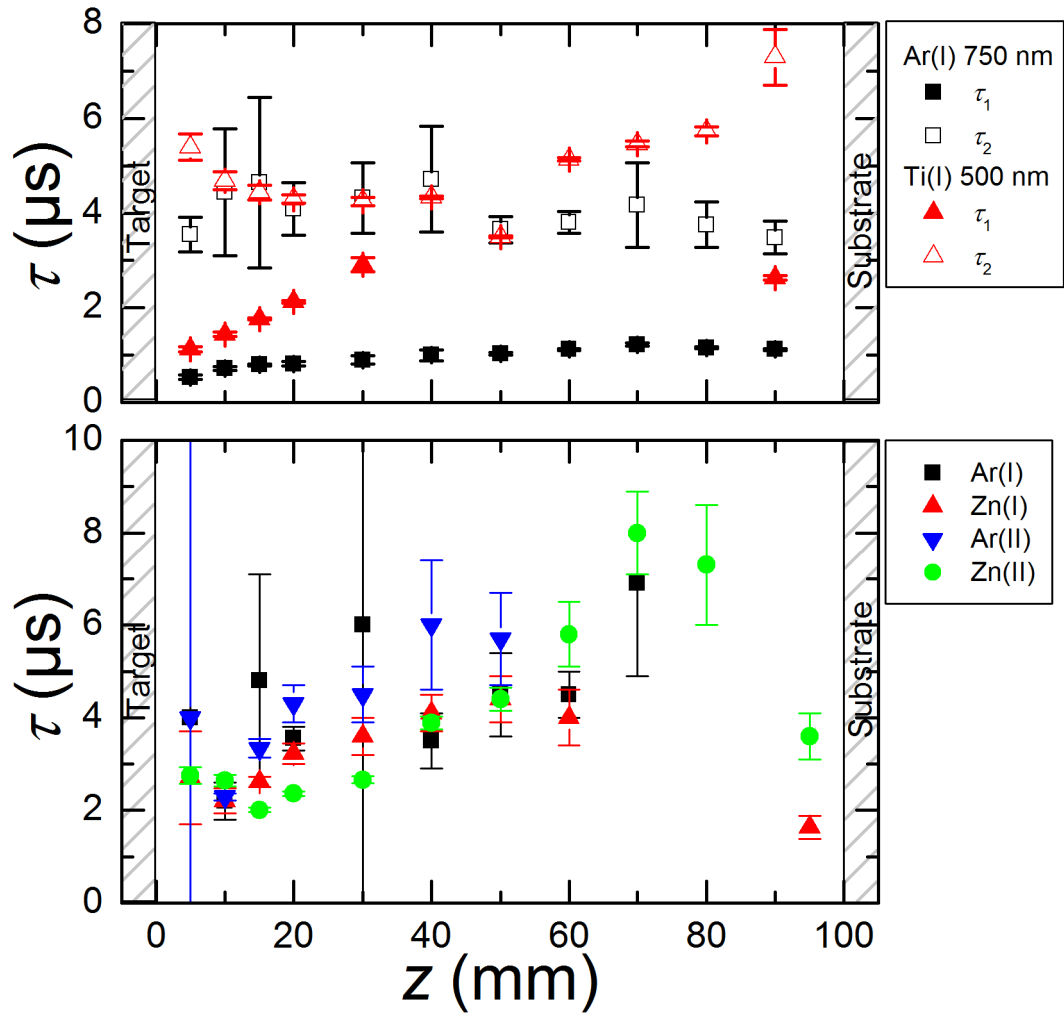 8
6
4
2
0
τ (μs)
Target
Substrate
Ar(I) 750 nm
τ1
τ2
Ti(I) 500 nm
τ1
τ2
10
8
6
4
2
0
τ (μs)
Target
Substrate
Ar(I)
Zn(I)
Ar(II)
Zn(II)
0 20 40 60 80 100
z (mm)